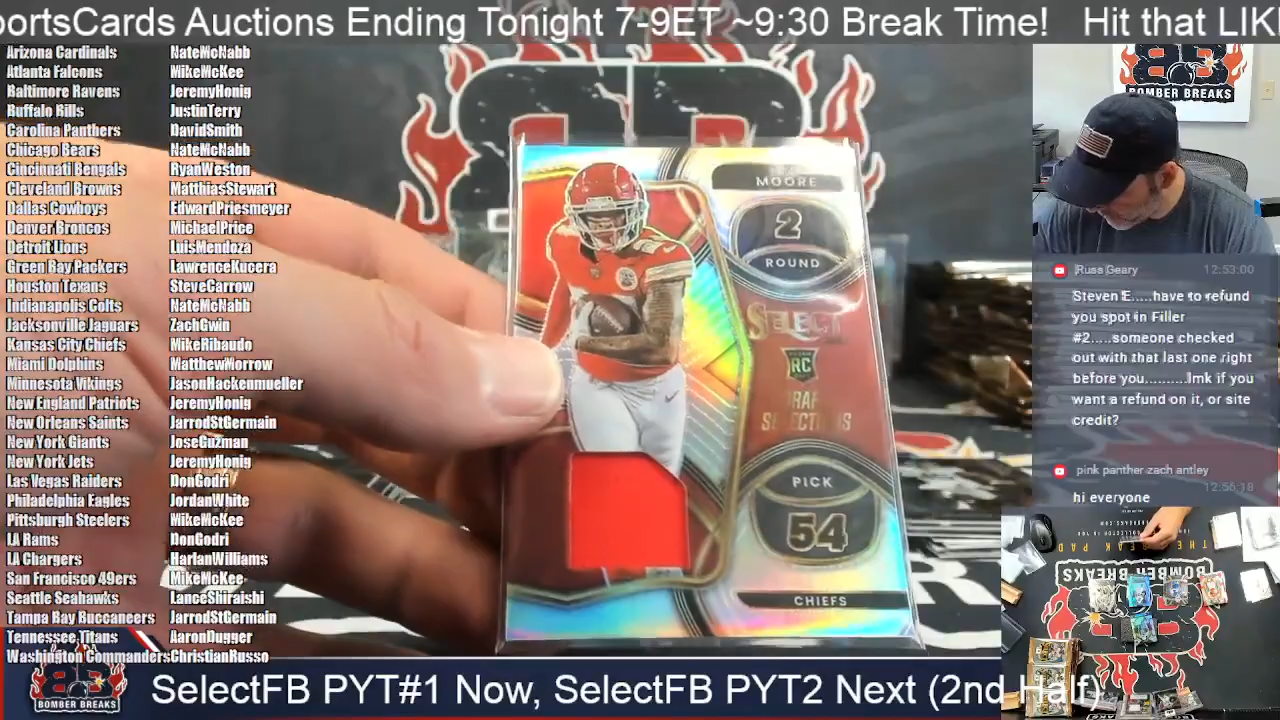 portsCards Auctions Ending Tonight 7-9ET ~9:30 Break Time! Hit that LIK
Arizona Cardinals NateMcNabb
Atlanta Falcons MikeMcKee
Baltimore Ravens JeremyHonig
Buffalo Bills JustinTerry
Carolina Panthers DavidSmith
Chicago Bears NateMcNabb
Cincinnati Bengals RyanWeston
Cleveland Browns MatthiasStewart
Dallas Cowboys EdwardPriesmeyer
Denver Broncos MichaelPrice
Detroit Lions LuisMendoza
Green Bay Packers LawrenceKucera
Houston Texans SteveCarrow
Indianapolis Colts NateMcNabb
Jacksonville Jaguars ZachGwin
Kansas City Chiefs MikeRibaudo
Miami Dolphins MatthewMorrow
Minnesota Vikings JasonHackenmueller
New England Patriots JeremyHonig
New Orleans Saints JarrodStGermain
New York Giants JoseGuzman
New York Jets JeremyHonig
Las Vegas Raiders DonGodri
Philadelphia Eagles JordanWhite
Pittsburgh Steelers MikeMcKee
LA Rams DonGodri
LA Chargers HarlanWilliams
San Francisco 49ers MikeMcKee
Seattle Seahawks LanceShiraishi
Tampa Bay Buccaneers JarrodStGermain
Tennessee Titans AaronDugger
Washington Commanders ChristianRusso
MOORE
2
ROUND
SELECT
RC
DRAFT
SELECTIONS
PICK
54
CHIEFS
BOMBER BREAKS
Russ Geary 12:53:00
Steven E.....have to refund
you spot in Filler
#2.....someone checked
out with that last one right
before you..........lmk if you
want a refund on it, or site
credit?
pink panther zach antley
12:56:18
hi everyone
BREAKS
BOMBER BREAKS
SelectFB PYT#1 Now, SelectFB PYT2 Next (2nd Half)